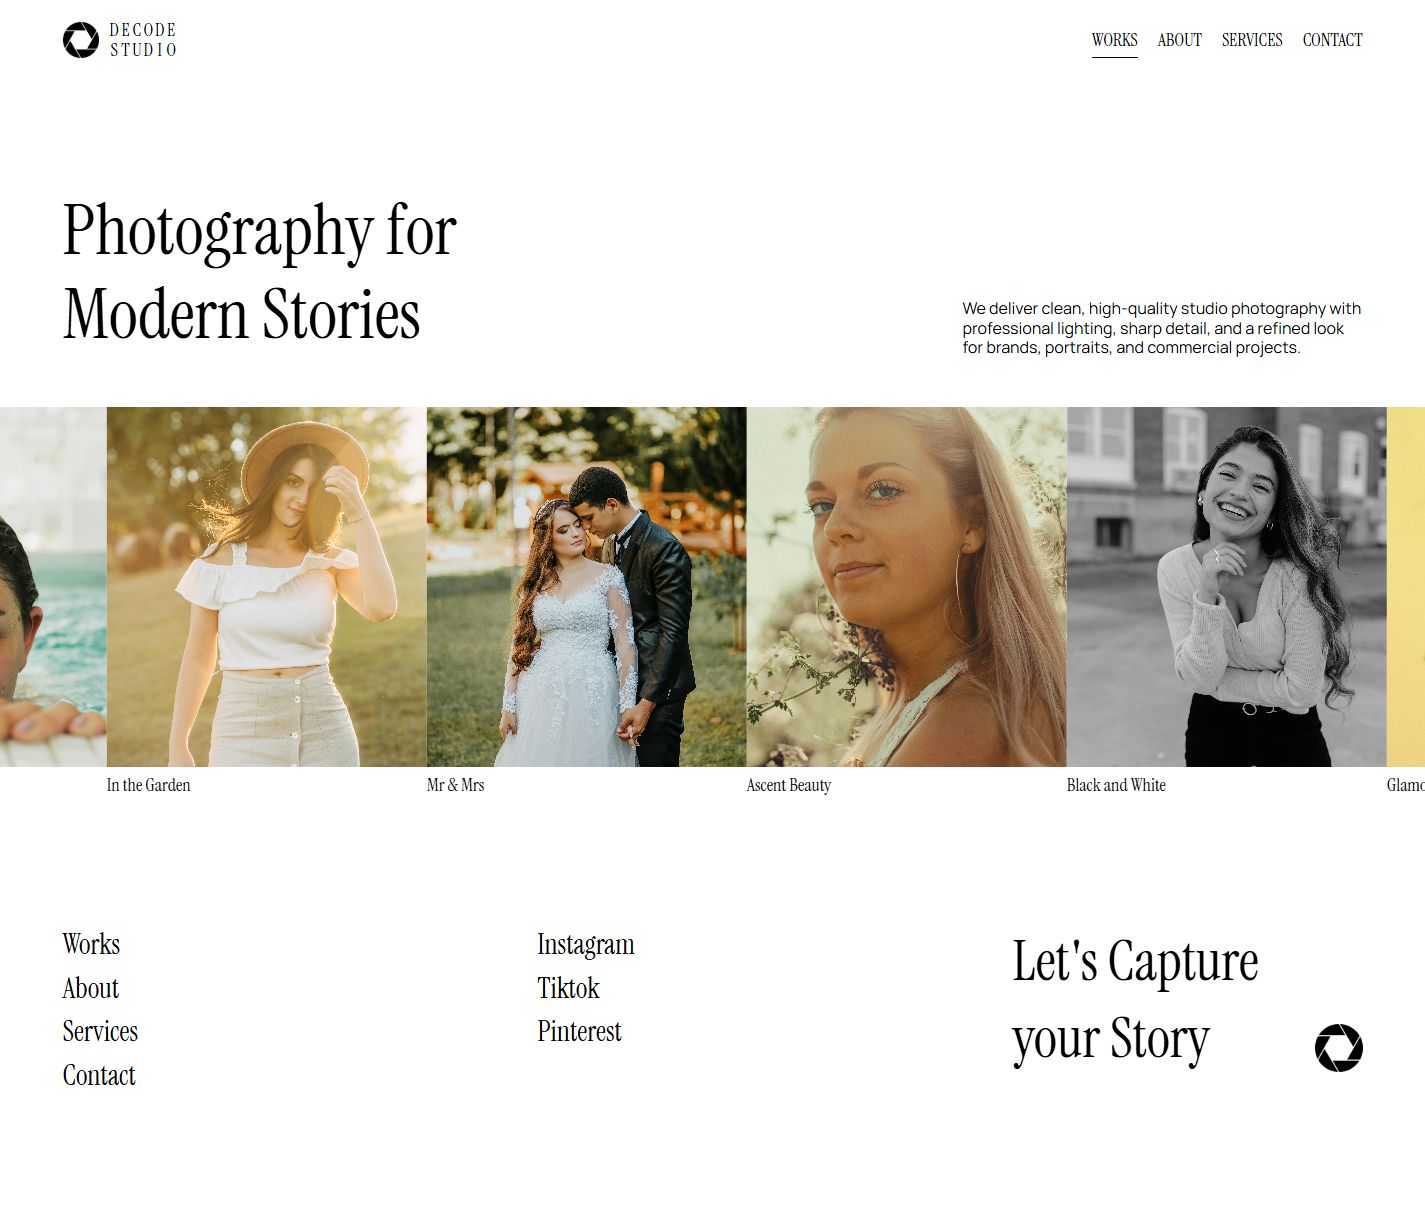 DECODE
STUDIO
WORKS ABOUT SERVICES CONTACT
Photography for
Modern Stories
We deliver clean, high-quality studio photography with
professional lighting, sharp detail, and a refined look
for brands, portraits, and commercial projects.
In the Garden
Mr & Mrs
Ascent Beauty
Black and White
Works
About
Services
Contact
Instagram
Tiktok
Pinterest
Let's Capture
your Story